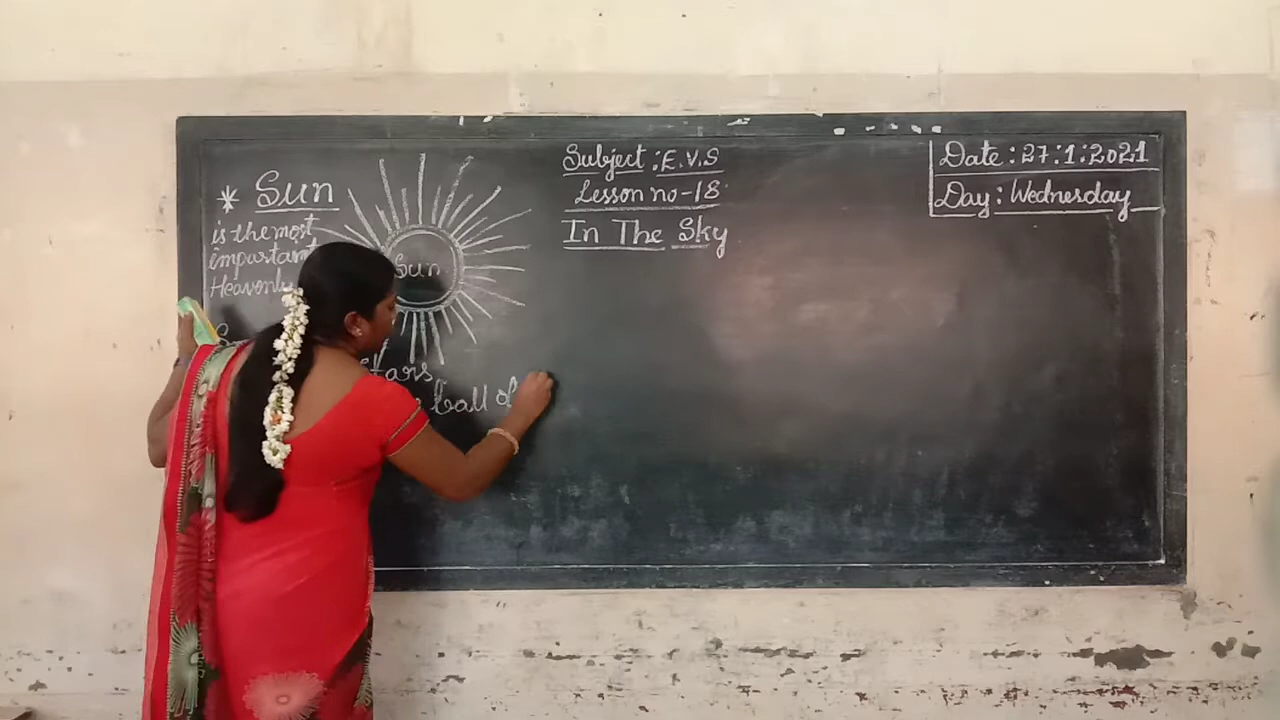 * Sun
is the most
important
Heavenly
Sun
Stars
ball of
Subject : E.V.S
Lesson no-18
In The Sky
Date : 27:1:2021
Day : Wednesday